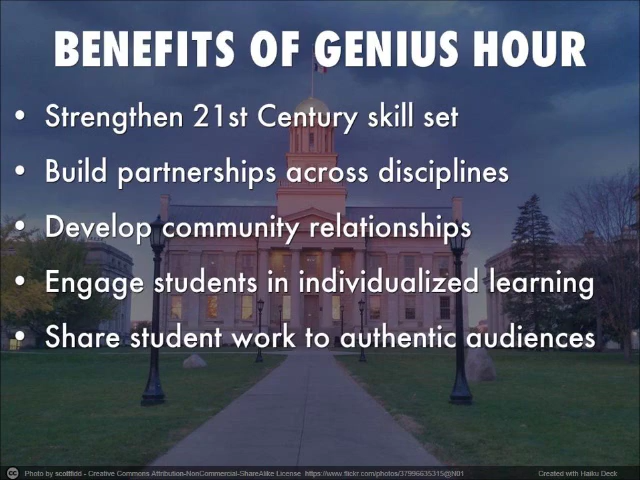 BENEFITS OF GENIUS HOUR
• Strengthen 21st Century skill set
• Build partnerships across disciplines
• Develop community relationships
• Engage students in individualized learning
• Share student work to authentic audiences
cc Photo by scottfidd - Creative Commons Attribution-NonCommercial-ShareAlike License https://www.flickr.com/photos/37996635315@N01 Created with Haiku Deck